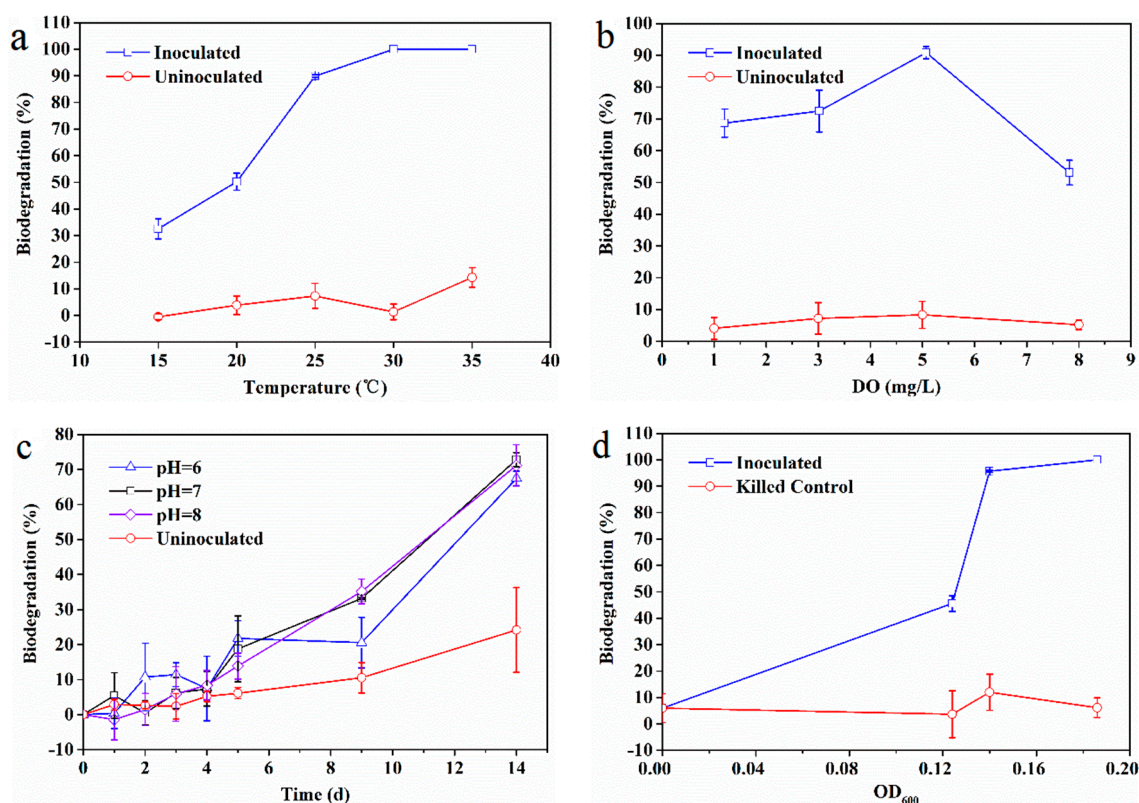 a
Inoculated
Uninoculated
Biodegradation (%)
110
100
90
80
70
60
50
40
30
20
10
0
-10
10 15 20 25 30 35 40
Temperature (℃)
b
Inoculated
Uninoculated
Biodegradation (%)
100
90
80
70
60
50
40
30
20
10
0
0 1 2 3 4 5 6 7 8 9
DO (mg/L)
c
pH=6
pH=7
pH=8
Uninoculated
Biodegradation (%)
80
70
60
50
40
30
20
10
0
-10
0 2 4 6 8 10 12 14
Time (d)
d
Inoculated
Killed Control
Biodegradation (%)
110
100
90
80
70
60
50
40
30
20
10
0
-10
0.00 0.04 0.08 0.12 0.16 0.20
OD600